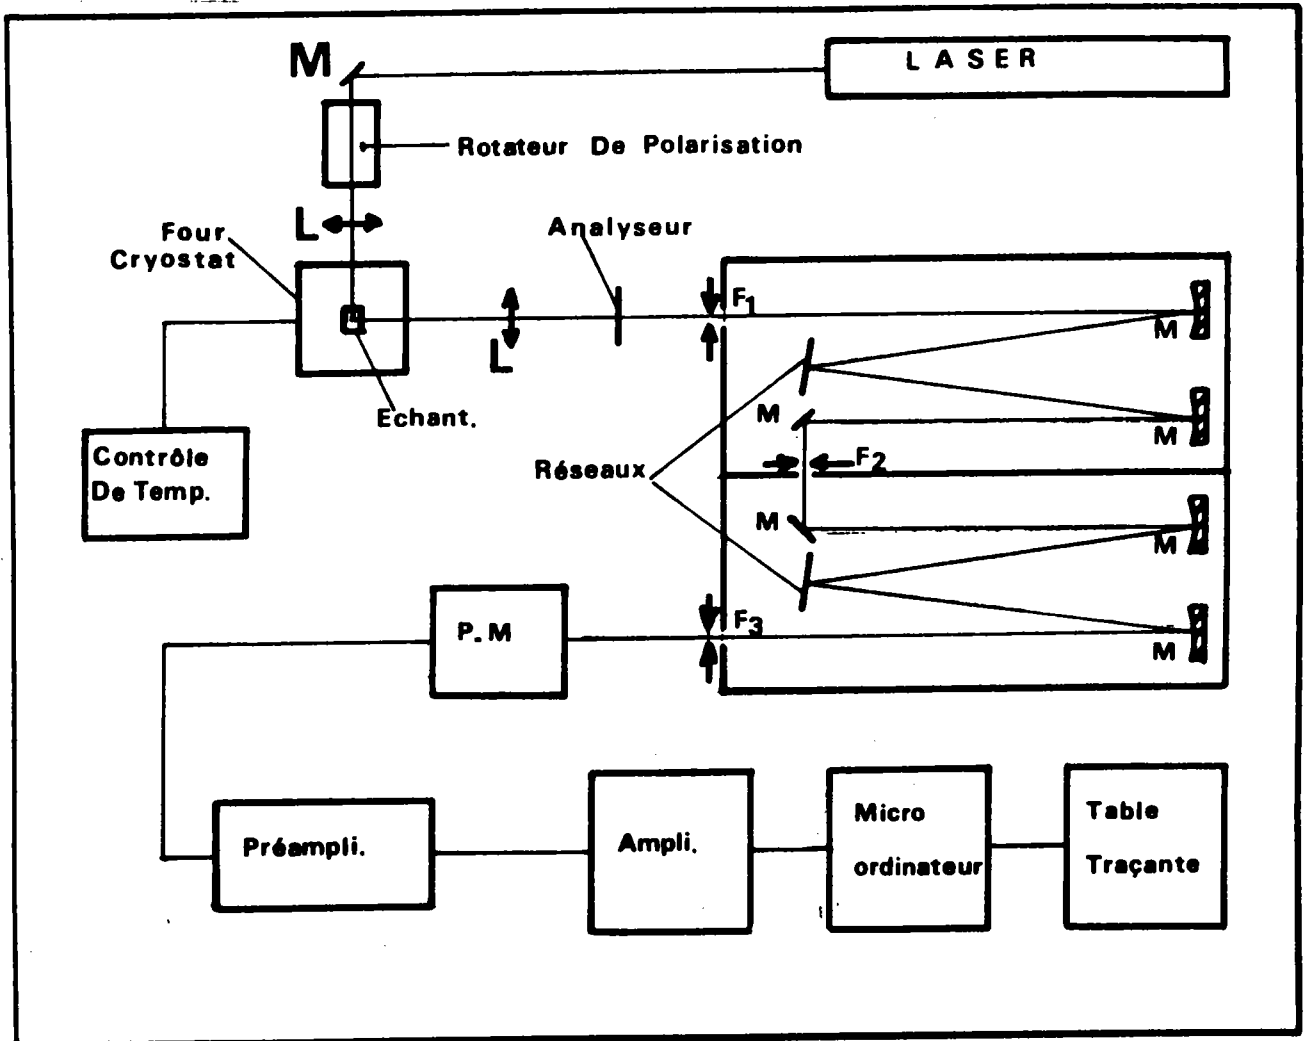 LASER
M
Rotateur De Polarisation
L
Four
Cryostat
Analyseur
F1
M
L
Echant.
M
M
Contrôle
De Temp.
Réseaux
F2
M
M
P.M
F3
M
Préampli.
Ampli.
Micro
ordinateur
Table
Traçante